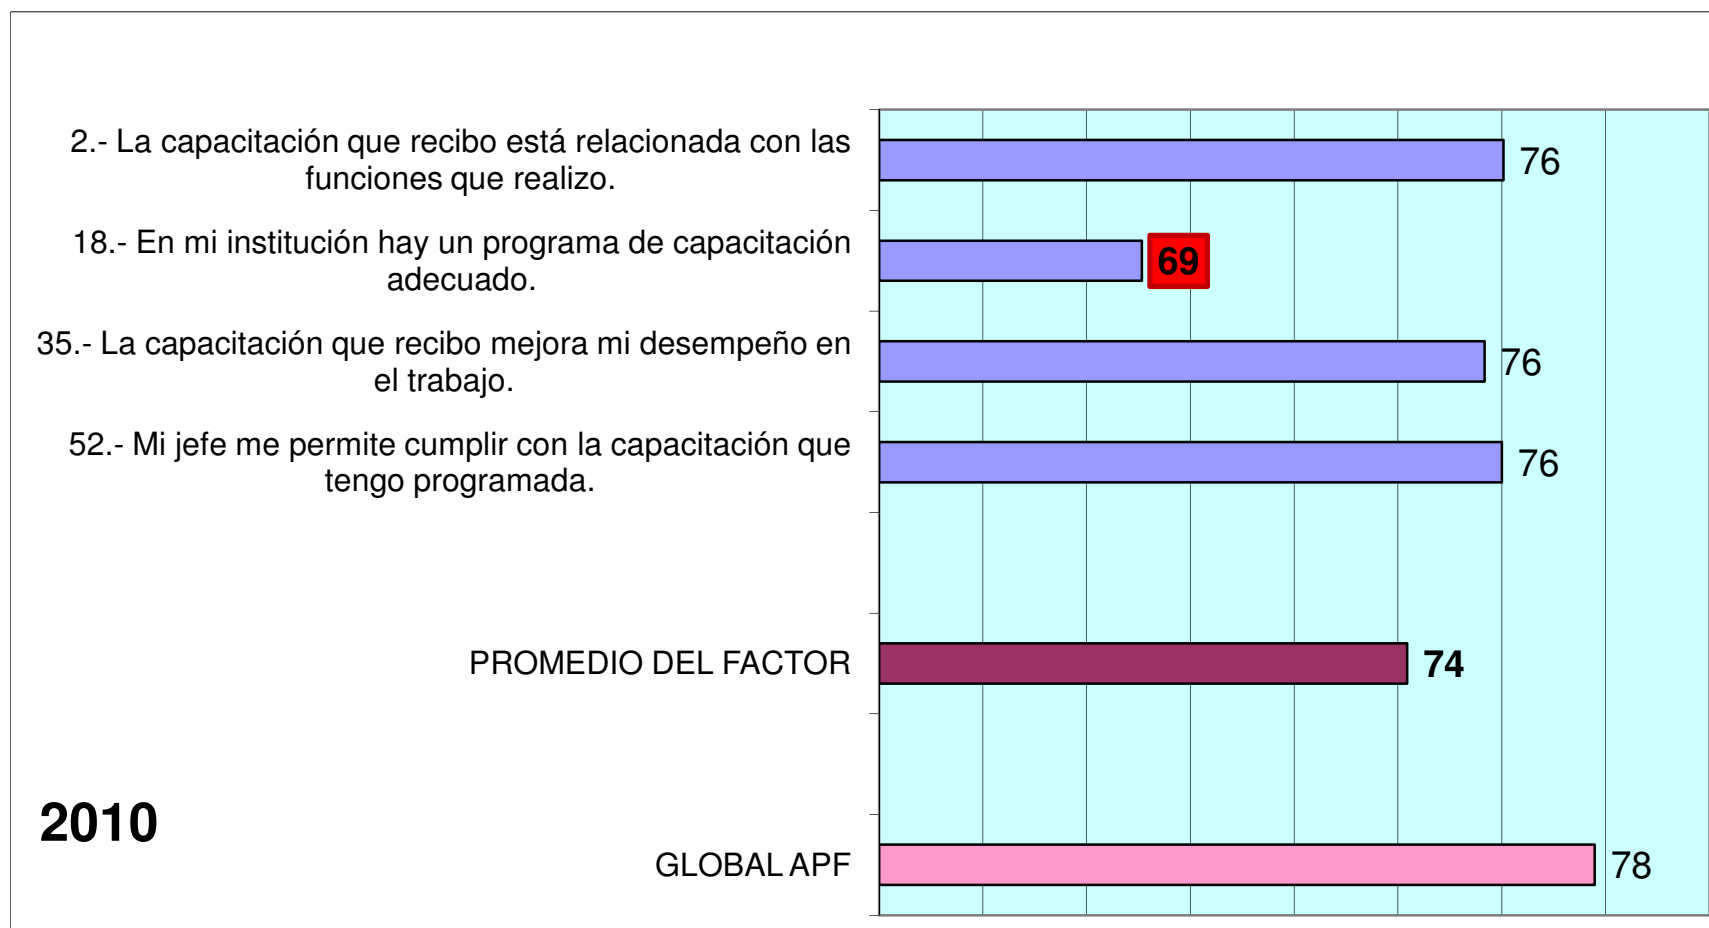 2.- La capacitación que recibo está relacionada con las
funciones que realizo.
76
18.- En mi institución hay un programa de capacitación
adecuado.
69
35.- La capacitación que recibo mejora mi desempeño en
el trabajo.
76
52.- Mi jefe me permite cumplir con la capacitación que
tengo programada.
76
PROMEDIO DEL FACTOR
74
2010
GLOBAL APF
78